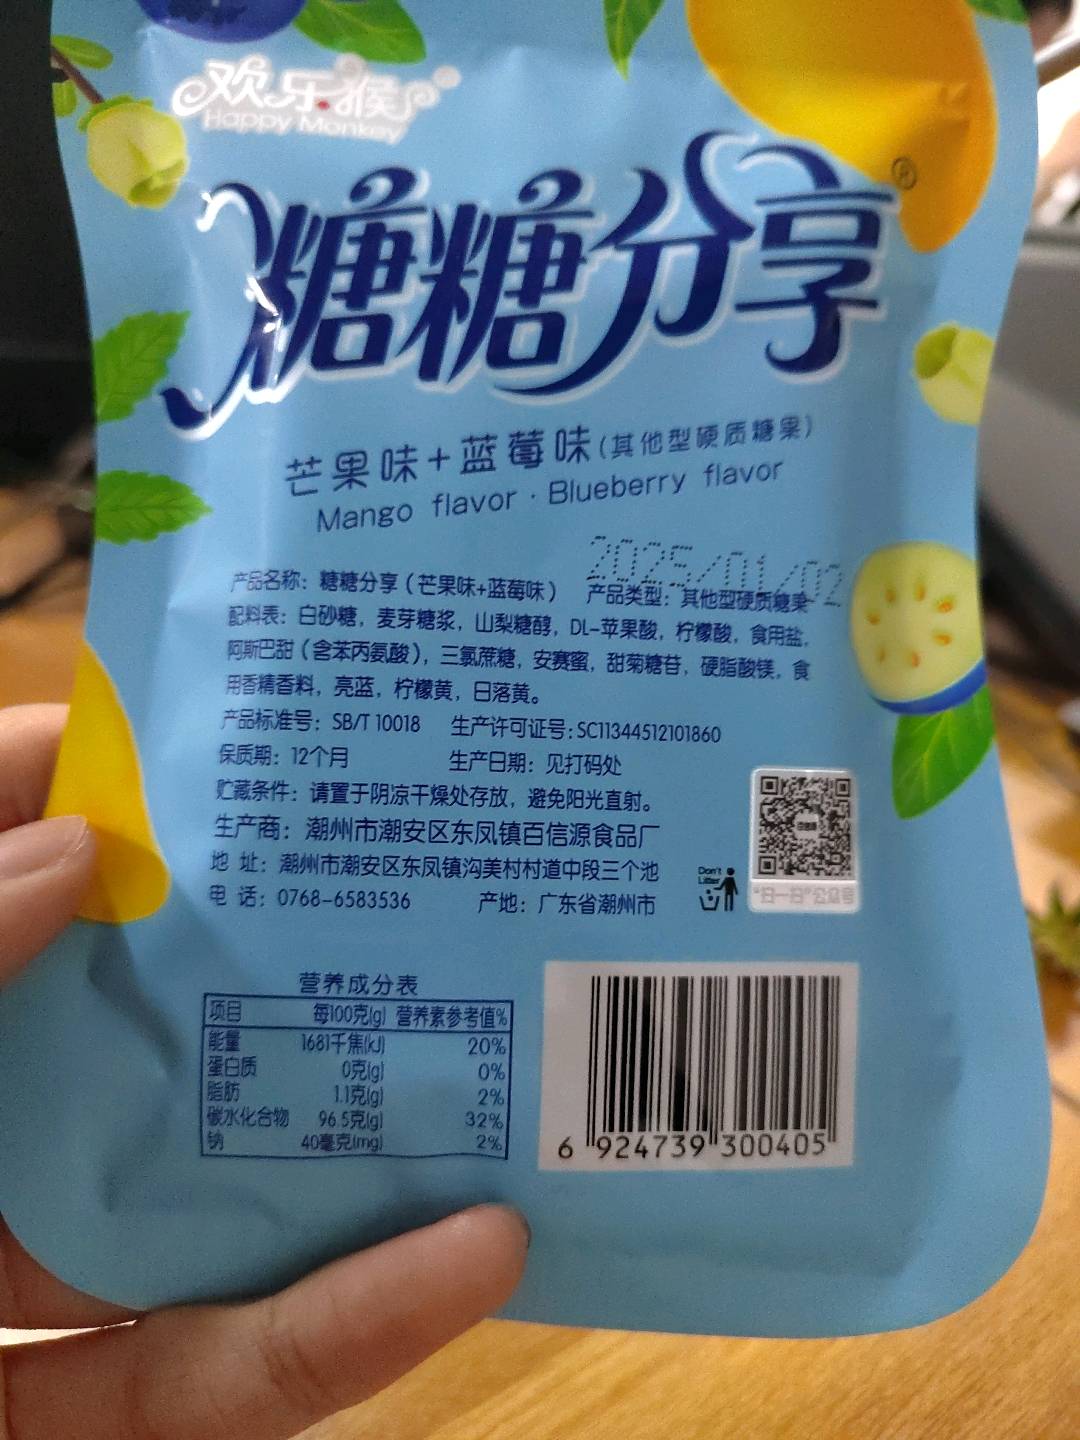 欢乐猴
Happy Monkey
糖糖分享®
芒果味+蓝莓味(其他型硬质糖果)
Mango flavor · Blueberry flavor
2025/01/02
产品名称：糖糖分享（芒果味+蓝莓味） 产品类型：其他型硬质糖果
配料表：白砂糖，麦芽糖浆，山梨糖醇，DL-苹果酸，柠檬酸，食用盐，
阿斯巴甜（含苯丙氨酸），三氯蔗糖，安赛蜜，甜菊糖苷，硬脂酸镁，食
用香精香料，亮蓝，柠檬黄，日落黄。
产品标准号：SB/T 10018 生产许可证号：SC11344512101860
保质期：12个月 生产日期：见打码处
贮藏条件：请置于阴凉干燥处存放，避免阳光直射。
生产商：潮州市潮安区东凤镇百信源食品厂
地 址：潮州市潮安区东凤镇沟美村村道中段三个池
电 话：0768-6583536 产地：广东省潮州市
Don't
Litter
"扫一扫"公众号
营养成分表
项目 每100克(g) 营养素参考值%
能量 1681千焦(kJ) 20%
蛋白质 0克(g) 0%
脂肪 1.1克(g) 2%
碳水化合物 96.5克(g) 32%
钠 40毫克(mg) 2%
6 924739 300405